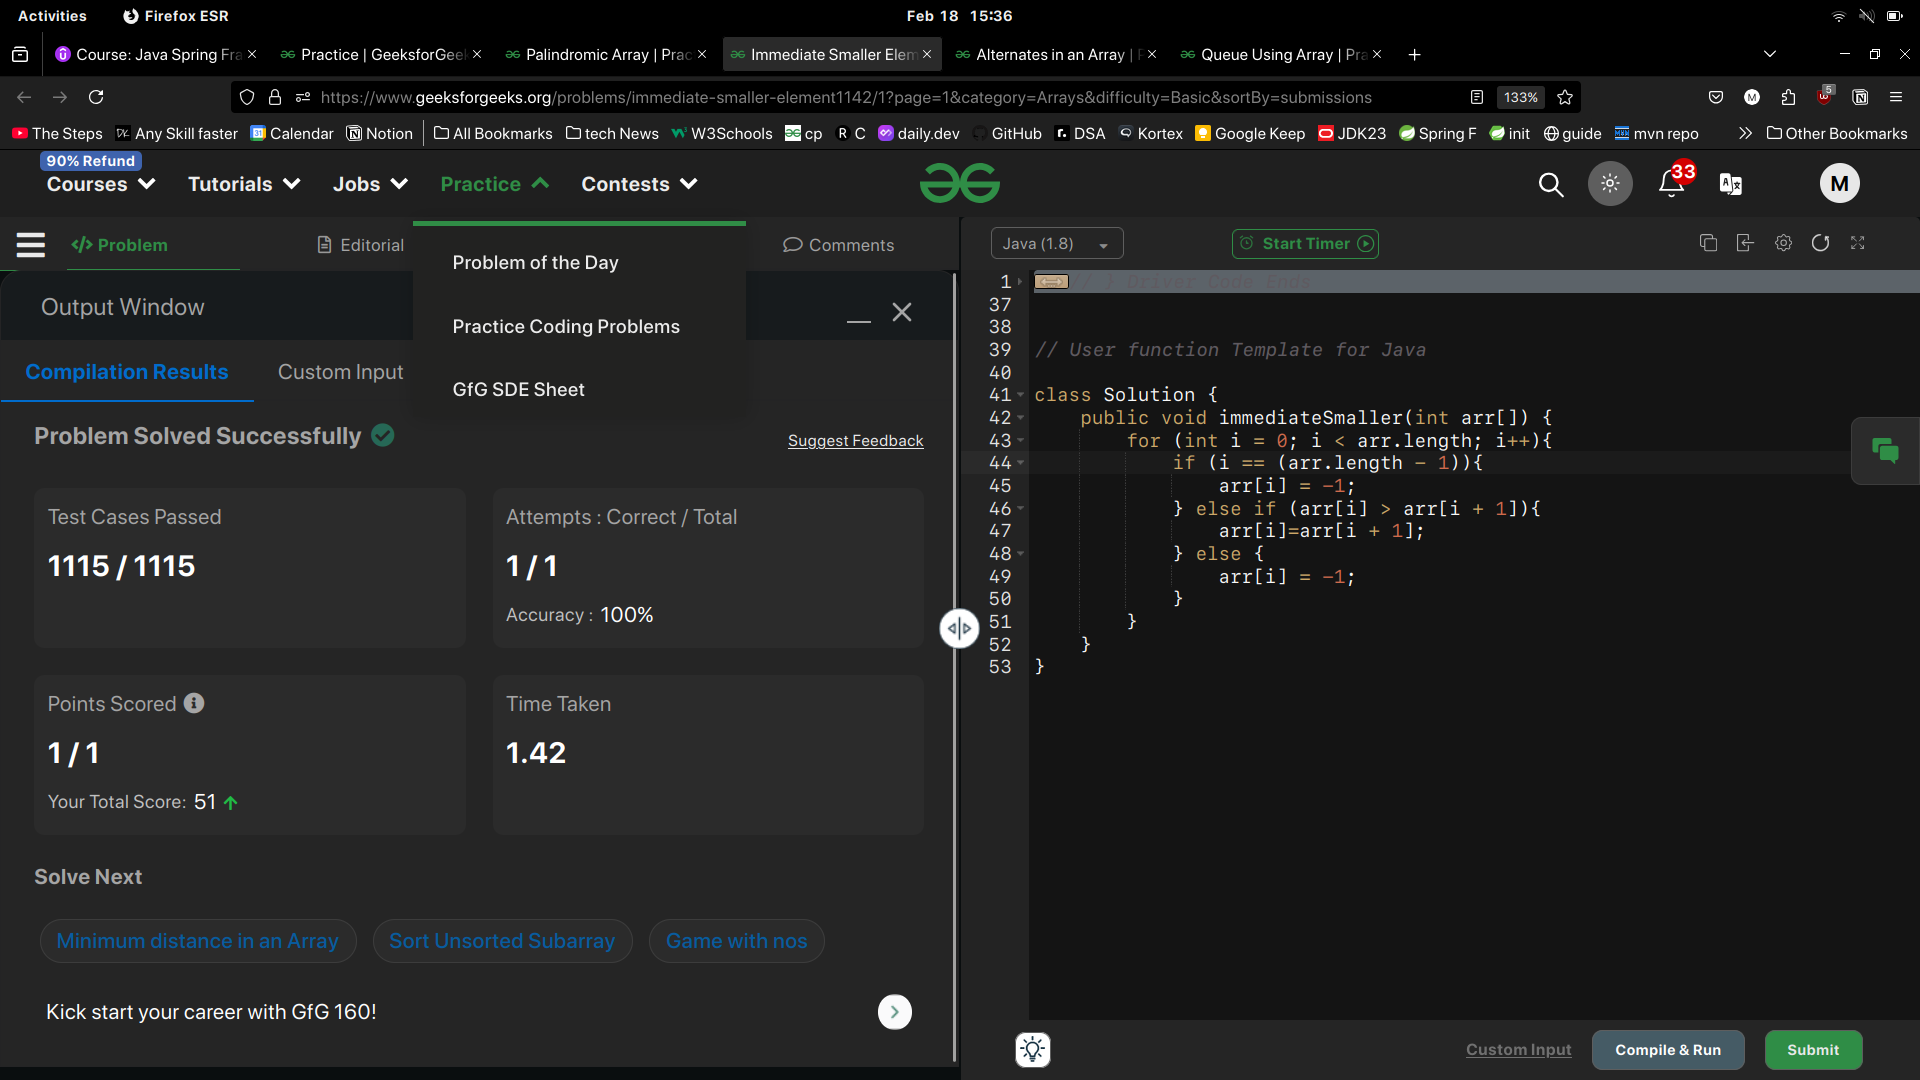 Activities
Firefox ESR
Feb 18 15:36
Course: Java Spring Fra
Practice | GeeksforGeek
Palindromic Array | Prac
Immediate Smaller Elem
Alternates in an Array | P
Queue Using Array | Pra
https://www.geeksforgeeks.org/problems/immediate-smaller-element1142/1?page=1&category=Arrays&difficulty=Basic&sortBy=submissions
133%
M
5
The Steps
Any Skill faster
31 Calendar
Notion
All Bookmarks
tech News
W3Schools
cp
R C
daily.dev
GitHub
r. DSA
Kortex
Google Keep
JDK23
Spring F
init
guide
mvn repo
Other Bookmarks
90% Refund
Courses
Tutorials
Jobs
Practice
Contests
33
M
Problem
Editorial
Comments
Problem of the Day
Practice Coding Problems
GfG SDE Sheet
Output Window
Compilation Results
Custom Input
Problem Solved Successfully
Suggest Feedback
Test Cases Passed
1115 / 1115
Attempts : Correct / Total
1 / 1
Accuracy : 100%
Points Scored
1 / 1
Your Total Score: 51
Time Taken
1.42
Solve Next
Minimum distance in an Array
Sort Unsorted Subarray
Game with nos
Kick start your career with GfG 160!
Java (1.8)
Start Timer
1 // } Driver Code Ends
37
38
39 // User function Template for Java
40
41 class Solution {
42 public void immediateSmaller(int arr[]) {
43 for (int i = 0; i < arr.length; i++){
44 if (i == (arr.length - 1)){
45 arr[i] = -1;
46 } else if (arr[i] > arr[i + 1]){
47 arr[i]=arr[i + 1];
48 } else {
49 arr[i] = -1;
50 }
51 }
52 }
53 }
Custom Input
Compile & Run
Submit